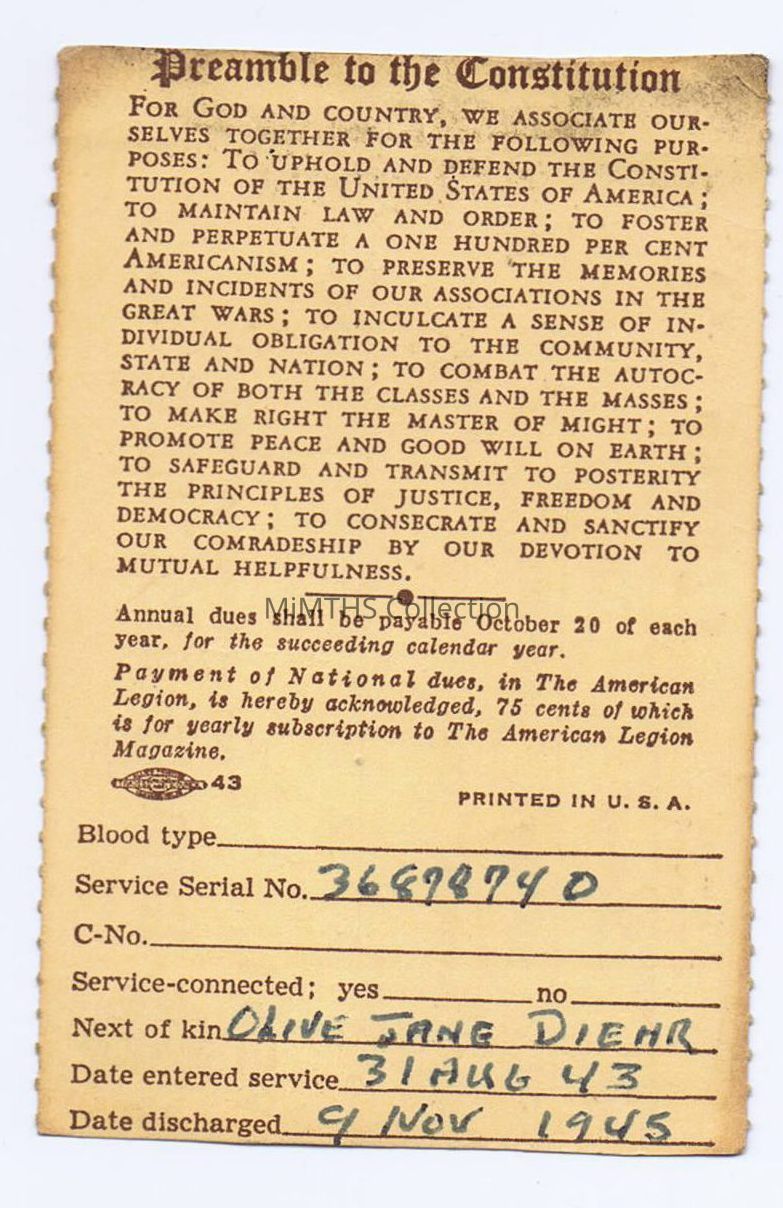 Preamble to the Constitution
FOR GOD AND COUNTRY, WE ASSOCIATE OUR-
SELVES TOGETHER FOR THE FOLLOWING PUR-
POSES: TO UPHOLD AND DEFEND THE CONSTI-
TUTION OF THE UNITED STATES OF AMERICA;
TO MAINTAIN LAW AND ORDER; TO FOSTER
AND PERPETUATE A ONE HUNDRED PER CENT
AMERICANISM; TO PRESERVE THE MEMORIES
AND INCIDENTS OF OUR ASSOCIATIONS IN THE
GREAT WARS; TO INCULCATE A SENSE OF IN-
DIVIDUAL OBLIGATION TO THE COMMUNITY,
STATE AND NATION; TO COMBAT THE AUTOC-
RACY OF BOTH THE CLASSES AND THE MASSES;
TO MAKE RIGHT THE MASTER OF MIGHT; TO
PROMOTE PEACE AND GOOD WILL ON EARTH;
TO SAFEGUARD AND TRANSMIT TO POSTERITY
THE PRINCIPLES OF JUSTICE, FREEDOM AND
DEMOCRACY; TO CONSECRATE AND SANCTIFY
OUR COMRADESHIP BY OUR DEVOTION TO
MUTUAL HELPFULNESS.
MiMTHS Collection
Annual dues shall be payable October 20 of each
year, for the succeeding calendar year.
Payment of National dues, in The American
Legion, is hereby acknowledged, 75 cents of which
is for yearly subscription to The American Legion
Magazine.
43
PRINTED IN U. S. A.
Blood type
Service Serial No. 36898740
C-No.
Service-connected; yes no
Next of kin OLIVE JANE DIEHR
Date entered service 31 AUG 43
Date discharged 9 NOV 1945